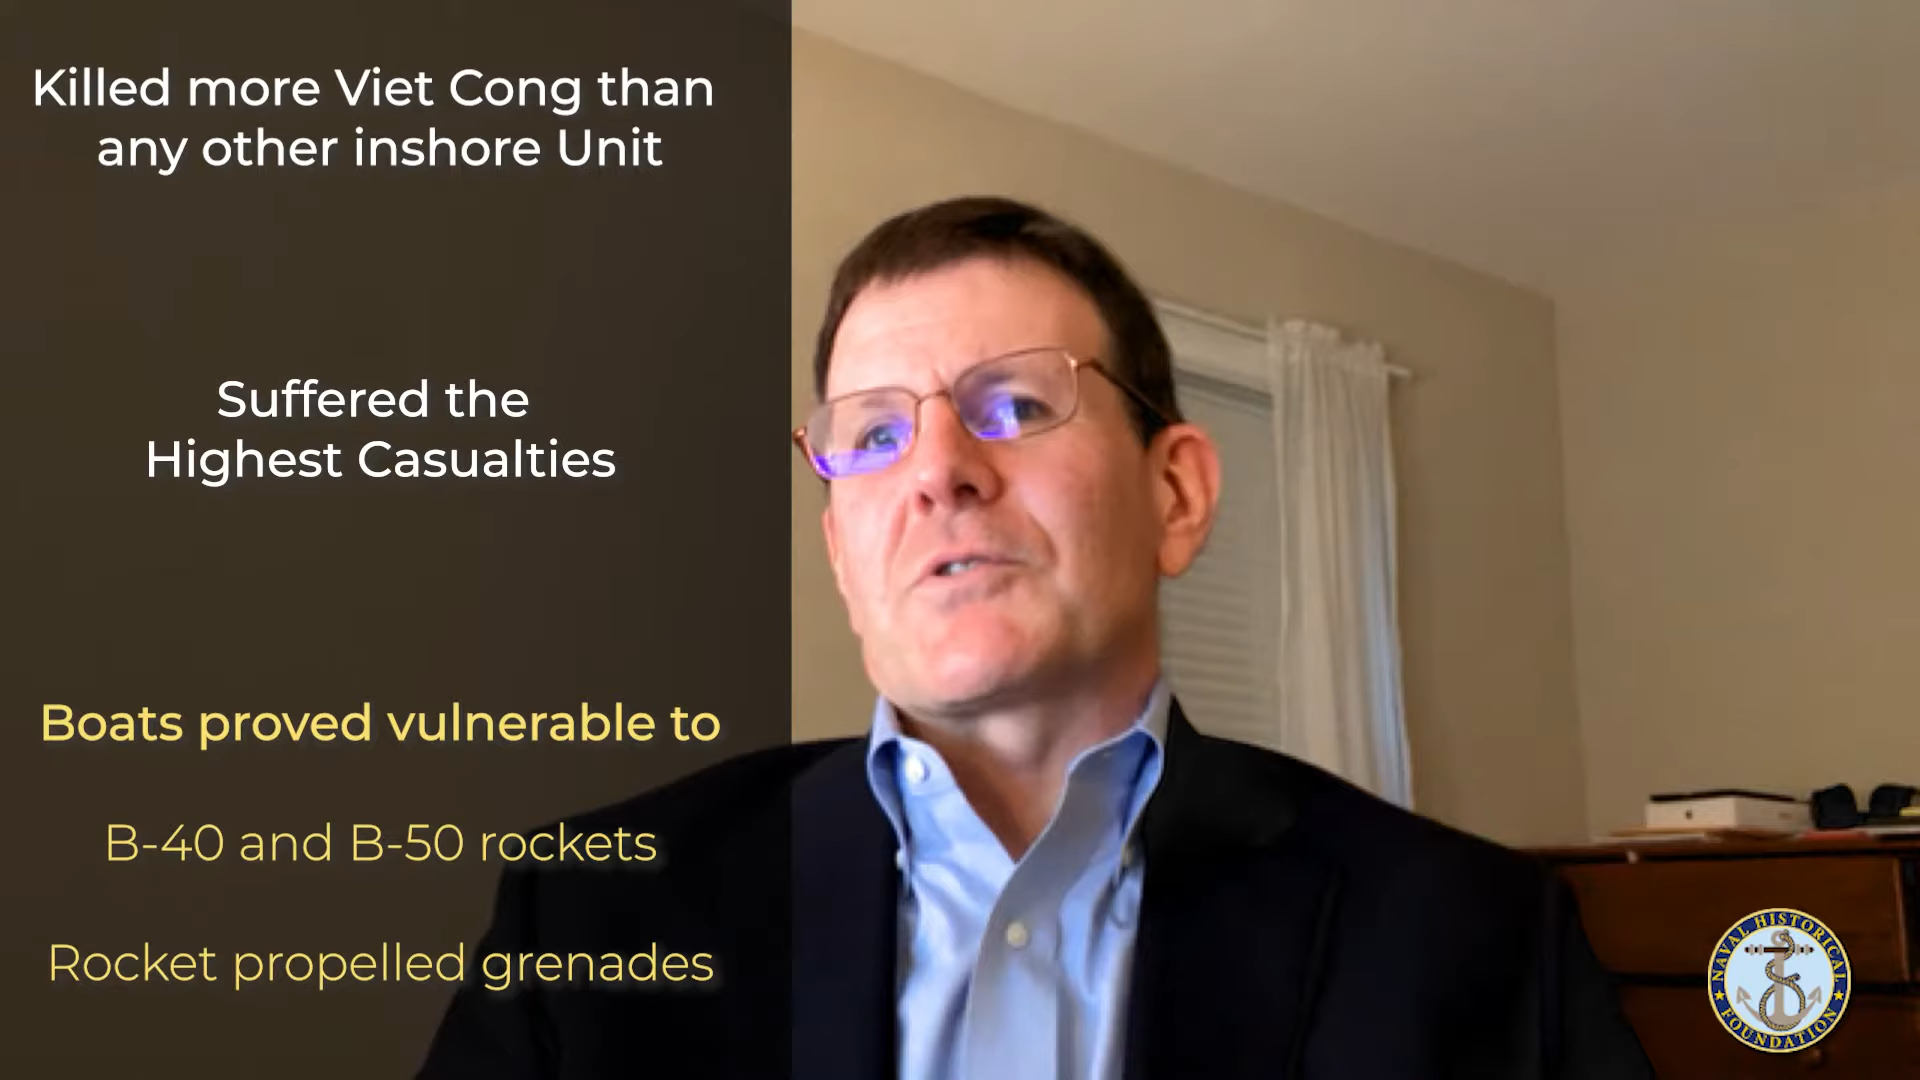 Killed more Viet Cong than
any other inshore Unit
Suffered the
Highest Casualties
Boats proved vulnerable to
B-40 and B-50 rockets
Rocket propelled grenades
NAVAL HISTORICAL
FOUNDATION